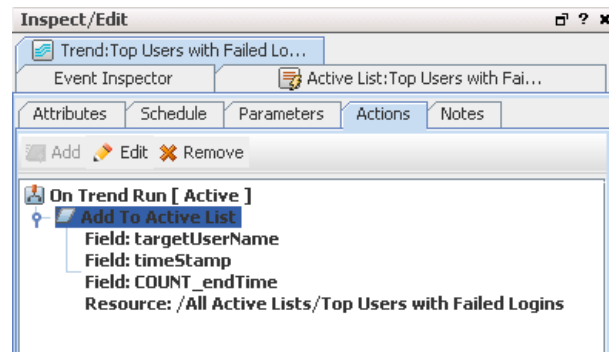 Inspect/Edit
Trend:Top Users with Failed Lo...
Event Inspector
Active List:Top Users with Fai...
Attributes Schedule Parameters Actions Notes
Add Edit Remove
On Trend Run [ Active ]
Add To Active List
Field: targetUserName
Field: timeStamp
Field: COUNT_endTime
Resource: /All Active Lists/Top Users with Failed Logins